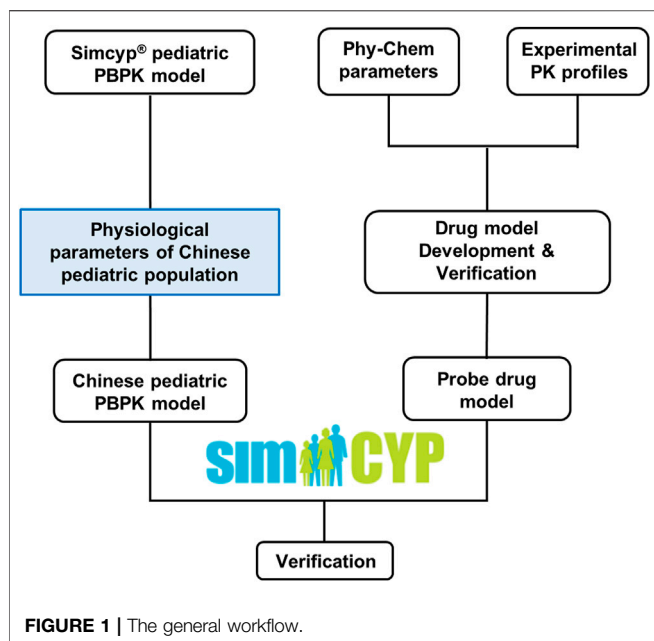 Simcyp® pediatric
PBPK model
Phy-Chem
parameters
Experimental
PK profiles
Physiological
parameters of Chinese
pediatric population
Drug model
Development &
Verification
Chinese pediatric
PBPK model
Probe drug
model
simCYP
Verification
FIGURE 1 | The general workflow.